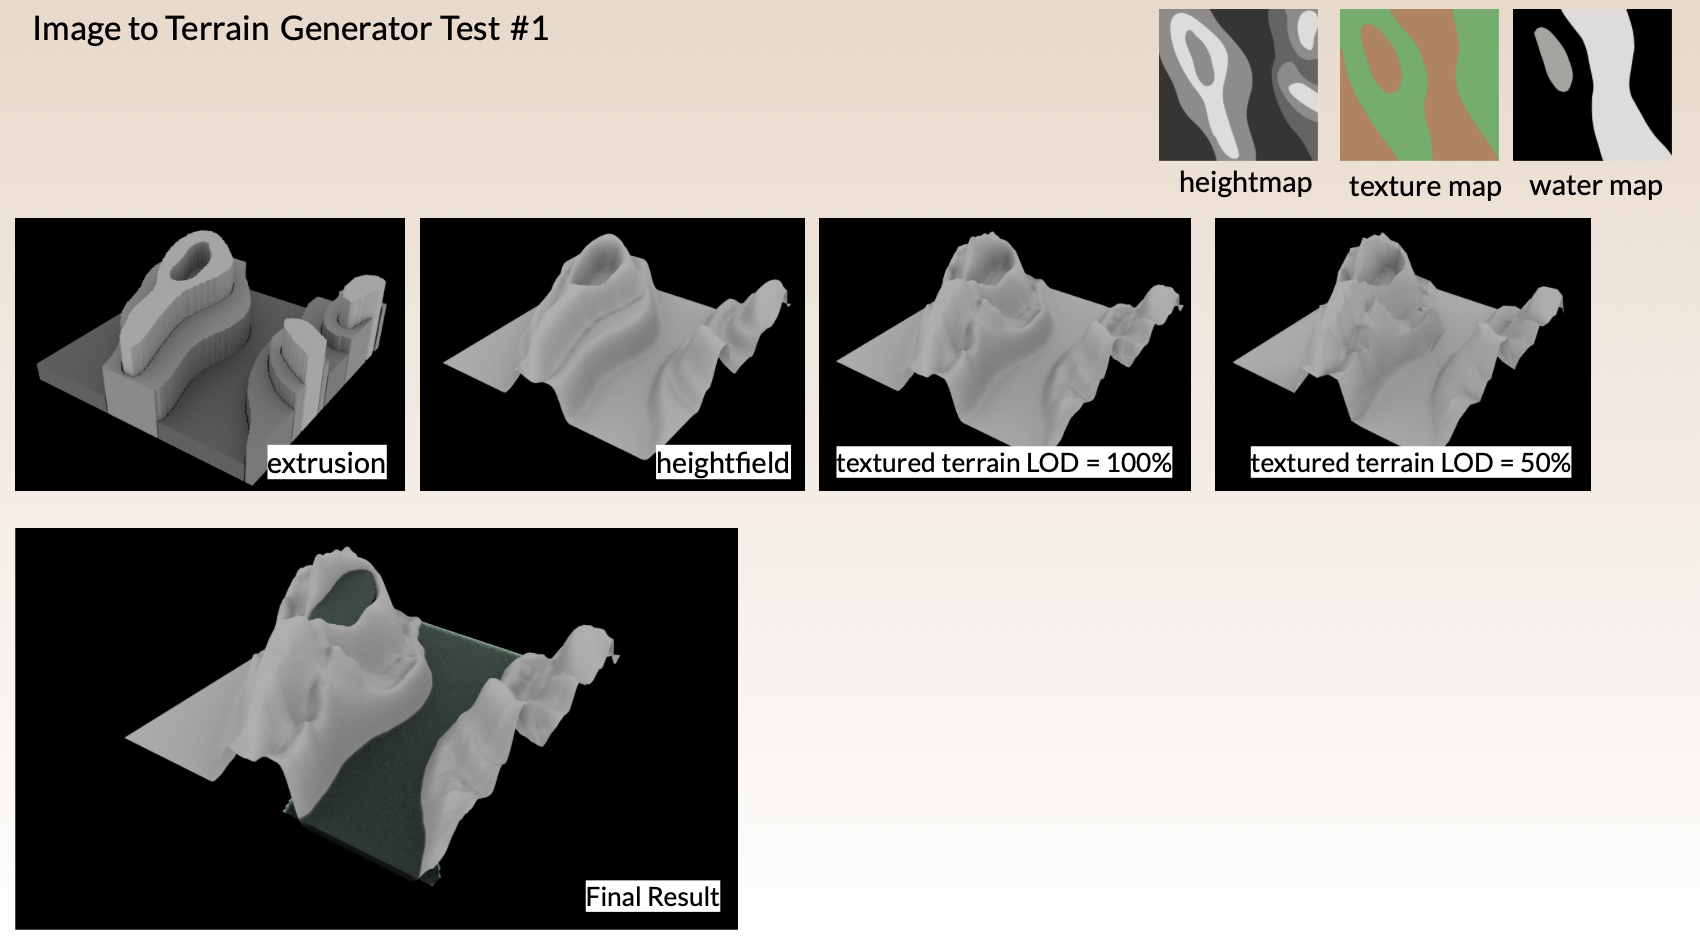 Image to Terrain Generator Test #1
heightmap
texture map
water map
extrusion
heightfield
textured terrain LOD = 100%
textured terrain LOD = 50%
Final Result